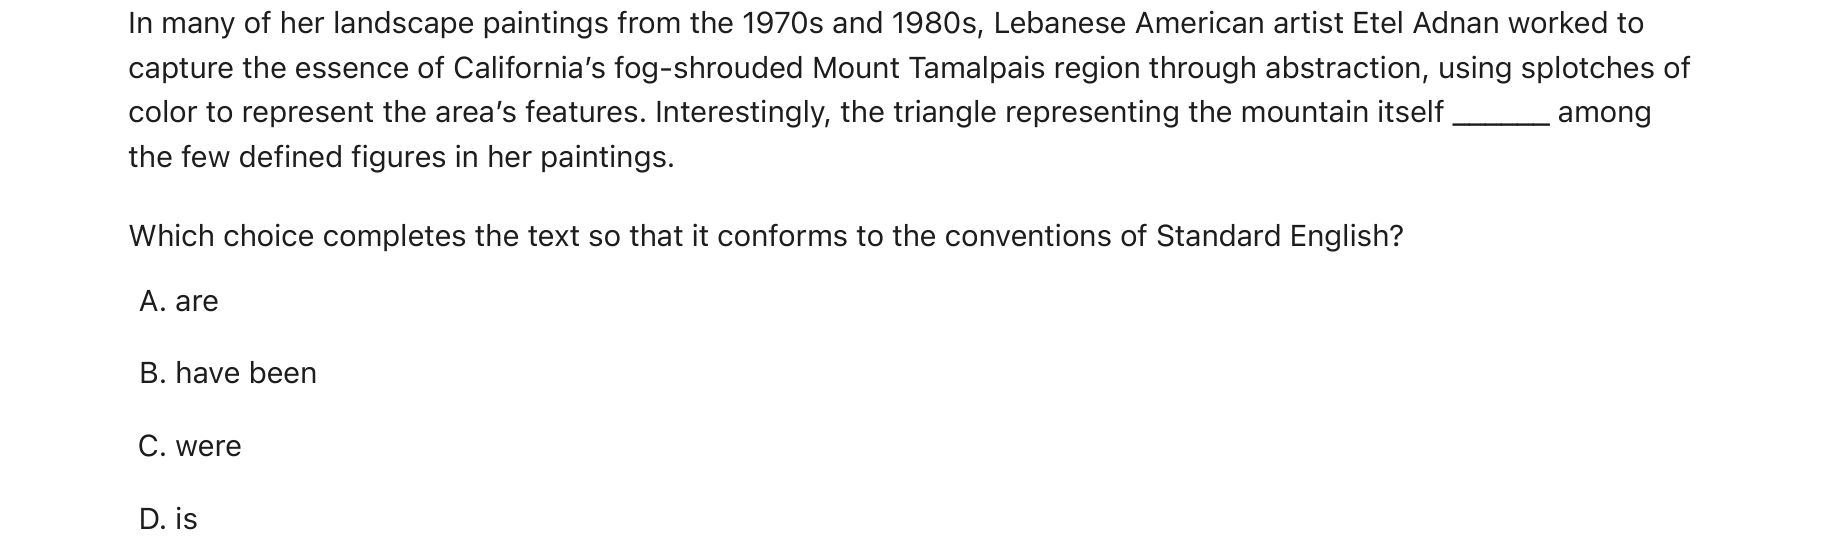 In many of her landscape paintings from the 1970s and 1980s, Lebanese American artist Etel Adnan worked to
capture the essence of California’s fog-shrouded Mount Tamalpais region through abstraction, using splotches of
color to represent the area’s features. Interestingly, the triangle representing the mountain itself ______ among
the few defined figures in her paintings.
Which choice completes the text so that it conforms to the conventions of Standard English?
A. are
B. have been
C. were
D. is